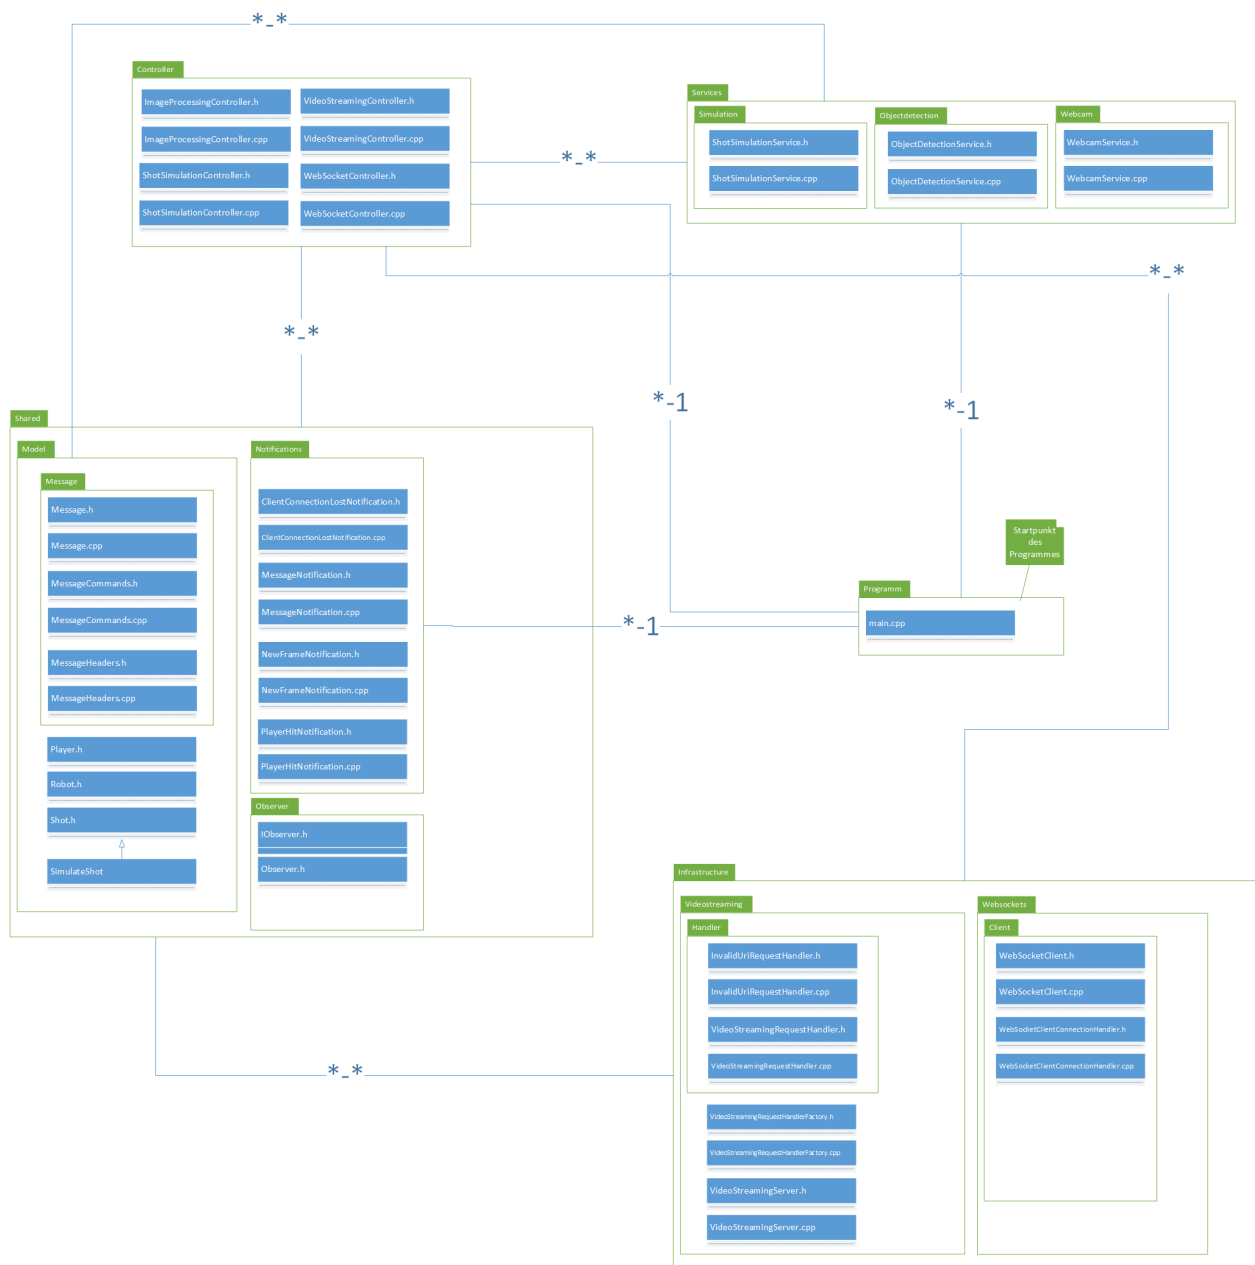 *-*
Controller
ImageProcessingController.h
ImageProcessingController.cpp
ShotSimulationController.h
ShotSimulationController.cpp
VideoStreamingController.h
VideoStreamingController.cpp
WebSocketController.h
WebSocketController.cpp
*-*
Services
Simulation
ShotSimulationService.h
ShotSimulationService.cpp
Objectdetection
ObjectDetectionService.h
ObjectDetectionService.cpp
Webcam
WebcamService.h
WebcamService.cpp
*-*
*-*
*-1
*-1
Shared
Model
Message
Message.h
Message.cpp
MessageCommands.h
MessageCommands.cpp
MessageHeaders.h
MessageHeaders.cpp
Player.h
Robot.h
Shot.h
SimulateShot
Notifications
ClientConnectionLostNotification.h
ClientConnectionLostNotification.cpp
MessageNotification.h
MessageNotification.cpp
NewFrameNotification.h
NewFrameNotification.cpp
PlayerHitNotification.h
PlayerHitNotification.cpp
Observer
IObserver.h
Observer.h
*-1
Startpunkt
des
Programmes
Programm
main.cpp
*-*
Infrastructure
Videostreaming
Handler
InvalidUriRequestHandler.h
InvalidUriRequestHandler.cpp
VideoStreamingRequestHandler.h
VideoStreamingRequestHandler.cpp
VideoStreamingRequestHandlerFactory.h
VideoStreamingRequestHandlerFactory.cpp
VideoStreamingServer.h
VideoStreamingServer.cpp
Websockets
Client
WebSocketClient.h
WebSocketClient.cpp
WebSocketClientConnectionHandler.h
WebSocketClientConnectionHandler.cpp